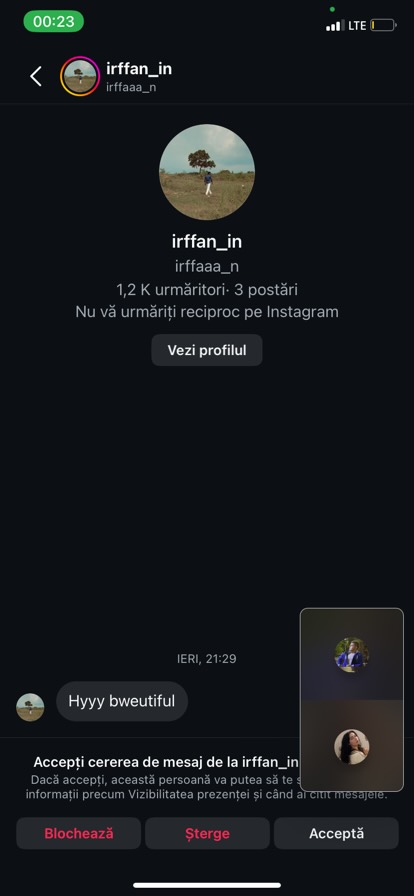 00:23
LTE
irffan_in
irffaaa_n
irffan_in
irffaaa_n
1,2 K urmăritori· 3 postări
Nu vă urmăriți reciproc pe Instagram
Vezi profilul
IERI, 21:29
Hyyy bweutiful
Accepți cererea de mesaj de la irffan_in
Dacă accepți, această persoană va putea să te s
informații precum Vizibilitatea prezenței și când ai citit mesajele.
Blochează
Șterge
Acceptă